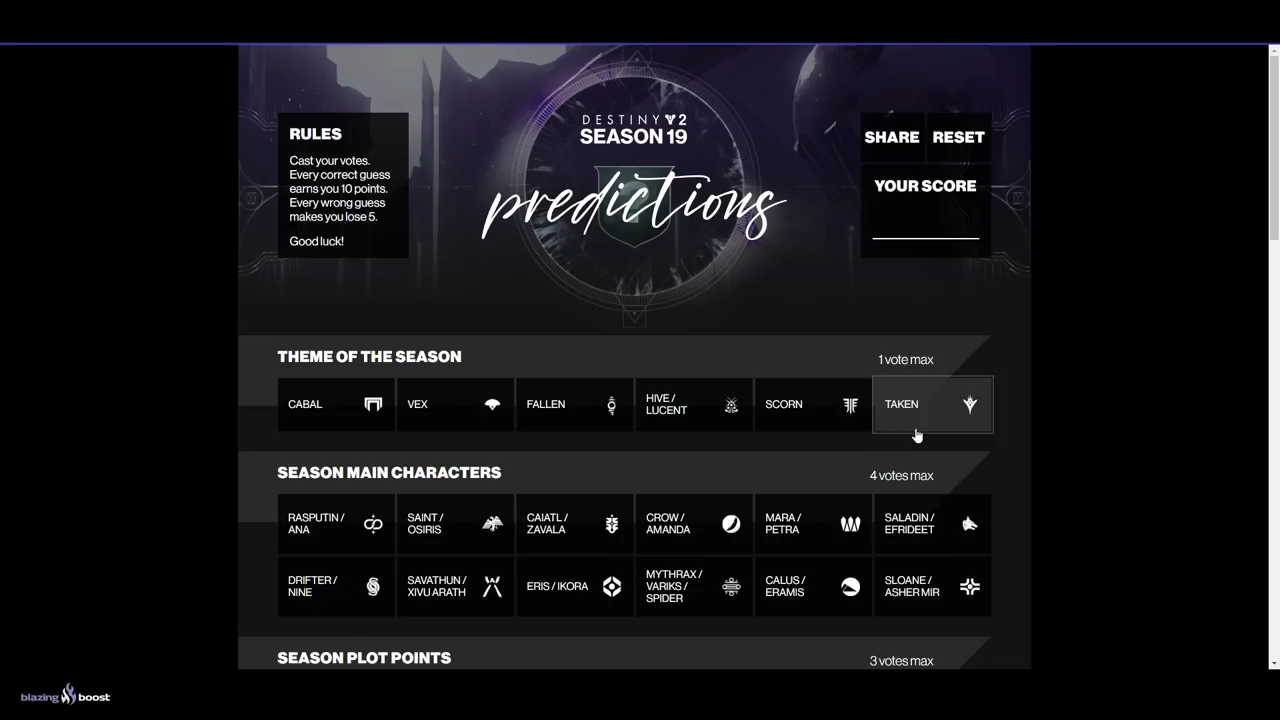 RULES
Cast your votes.
Every correct guess
earns you 10 points.
Every wrong guess
makes you lose 5.
Good luck!
DESTINY 2
SEASON 19
predictions
SHARE
RESET
YOUR SCORE
THEME OF THE SEASON
1 vote max
CABAL
VEX
FALLEN
HIVE /
LUCENT
SCORN
TAKEN
SEASON MAIN CHARACTERS
4 votes max
RASPUTIN /
ANA
SAINT /
OSIRIS
CAIATL /
ZAVALA
CROW /
AMANDA
MARA /
PETRA
SALADIN /
EFRIDEET
DRIFTER /
NINE
SAVATHUN /
XIVU ARATH
ERIS / IKORA
MYTHRAX /
VARIKS /
SPIDER
CALUS /
ERAMIS
SLOANE /
ASHER MIR
SEASON PLOT POINTS
3 votes max
blazing boost